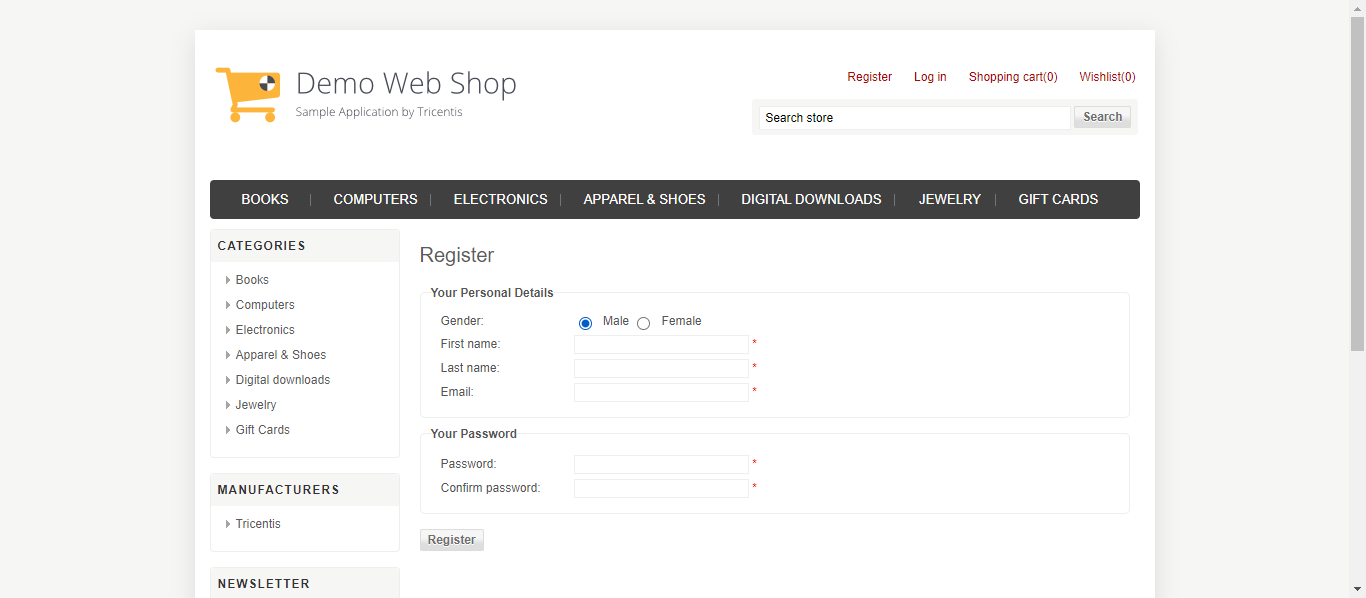 Demo Web Shop
Sample Application by Tricentis
Register Log in Shopping cart(0) Wishlist(0)
Search store Search
BOOKS COMPUTERS ELECTRONICS APPAREL & SHOES DIGITAL DOWNLOADS JEWELRY GIFT CARDS
CATEGORIES
Books
Computers
Electronics
Apparel & Shoes
Digital downloads
Jewelry
Gift Cards
MANUFACTURERS
Tricentis
NEWSLETTER
Register
Your Personal Details
Gender: Male Female
First name: *
Last name: *
Email: *
Your Password
Password: *
Confirm password: *
Register